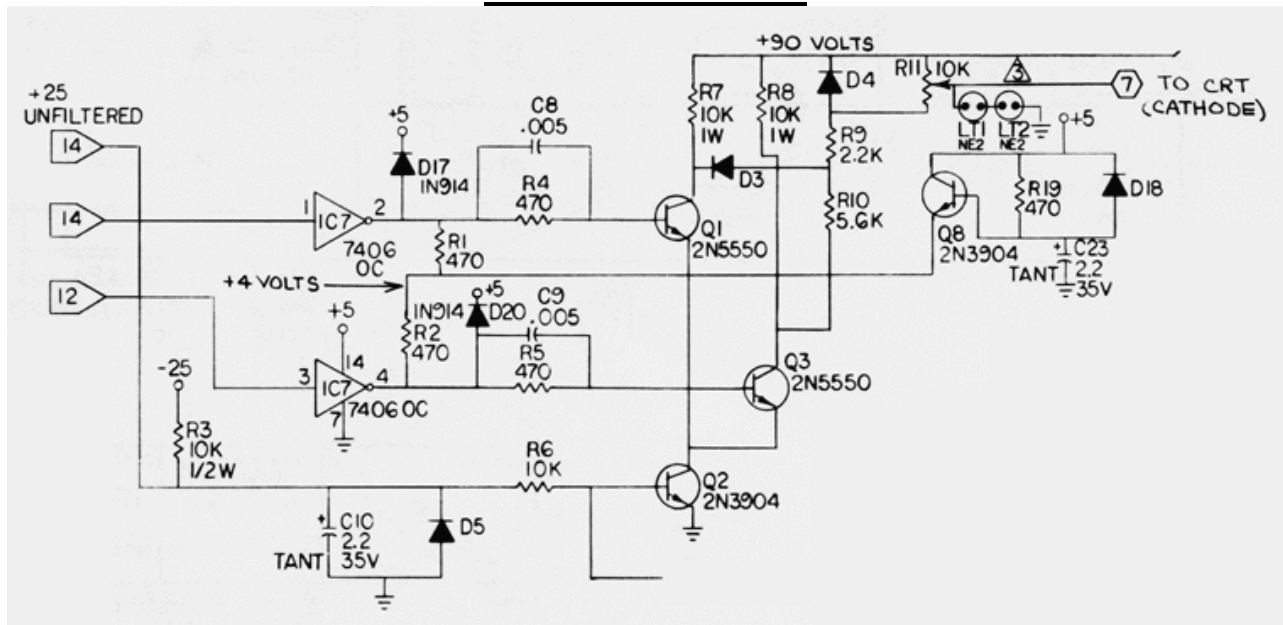 +90 VOLTS
+25
UNFILTERED
14
14
12
+5
D17
1N914
C8
.005
R4
470
1
IC7
2
7406
OC
R1
470
+4 VOLTS
R7
10K
1W
R8
10K
1W
D4
R11 10K
3
7
TO CRT
(CATHODE)
LT1
NE2
LT2
NE2
+5
R9
2.2K
D3
R10
5.6K
Q1
2N5550
Q8
2N3904
R19
470
D18
+
C23
2.2
35V
TANT
+5
14
3
IC7
4
7406 OC
7
1N914
R2
470
+5
D20
C9
.005
R5
470
Q3
2N5550
-25
R3
10K
1/2W
R6
10K
Q2
2N3904
+
C10
2.2
35V
TANT
D5